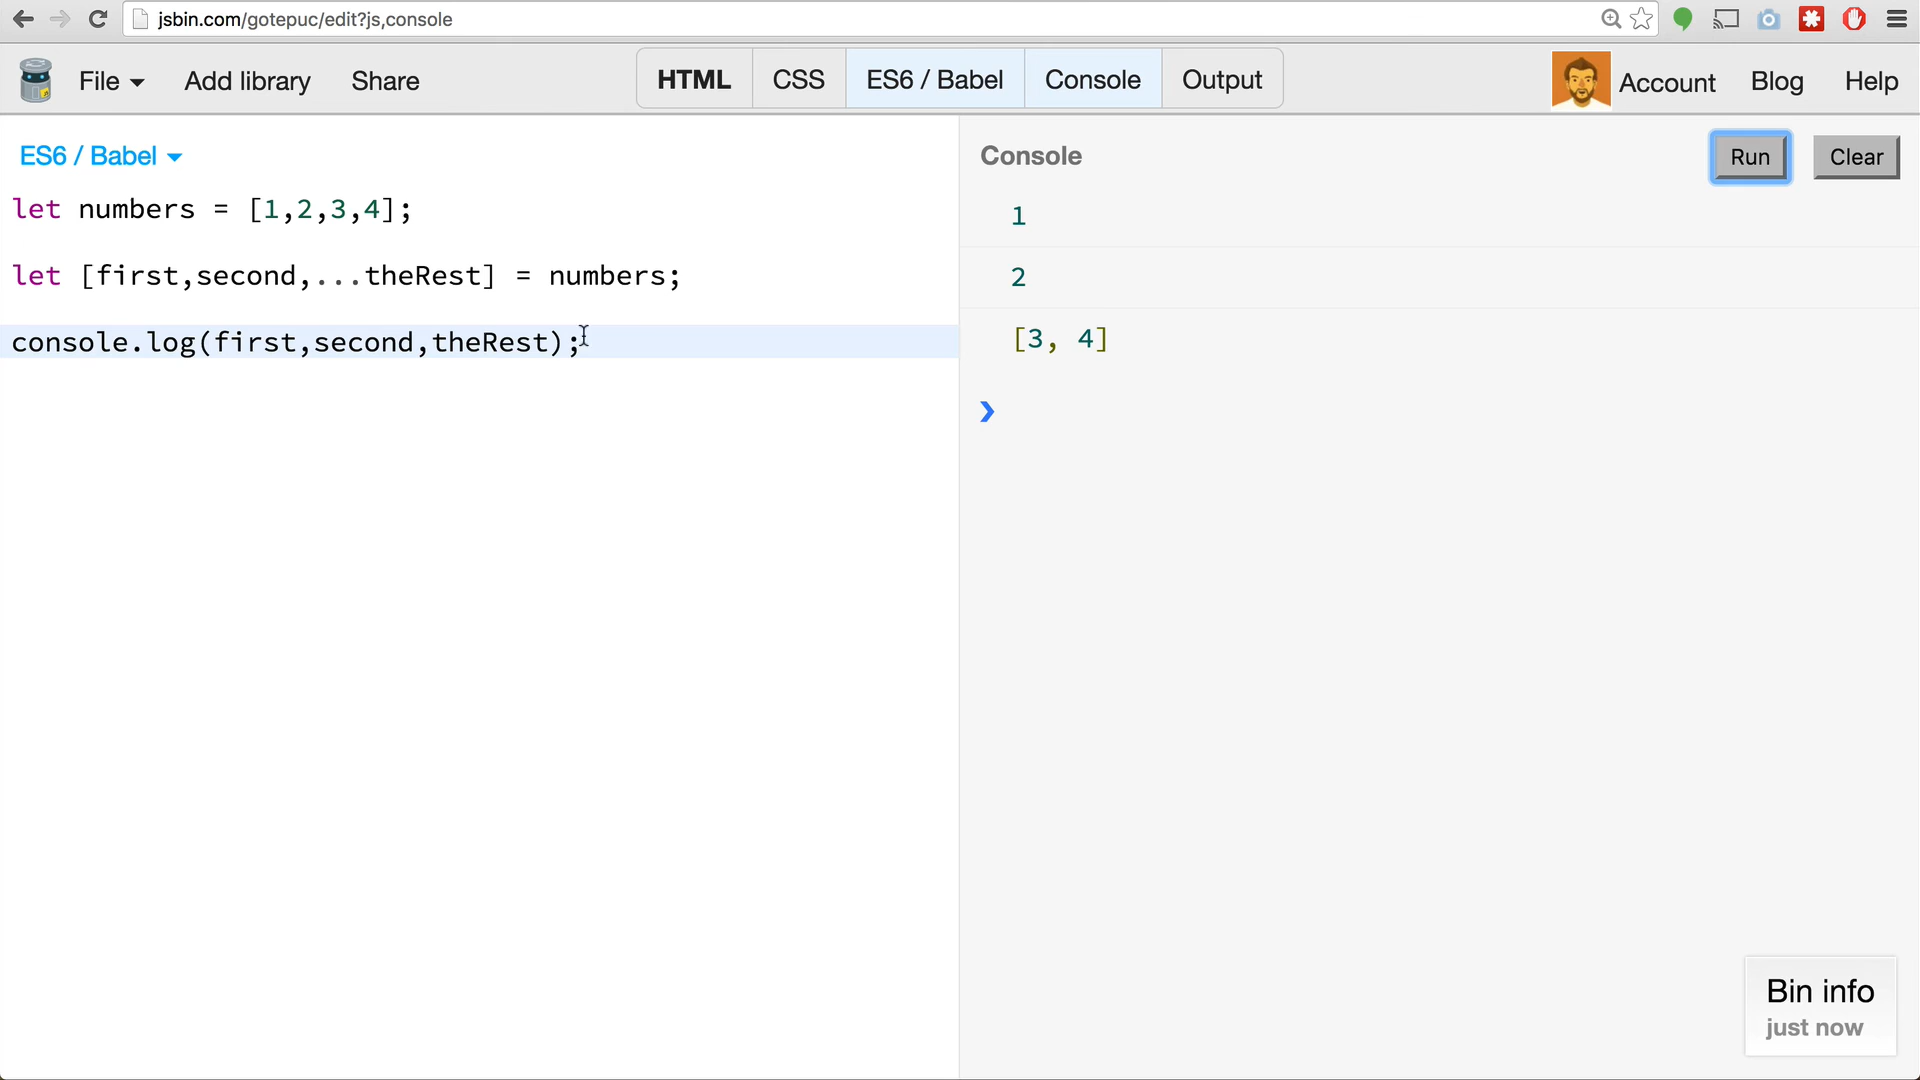 jsbin.com/gotepuc/edit?js,console
File Add library Share HTML CSS ES6 / Babel Console Output Account Blog Help
ES6 / Babel
let numbers = [1,2,3,4];
let [first,second,...theRest] = numbers;
console.log(first,second,theRest);
Console Run Clear
1
2
[3, 4]
Bin info
just now